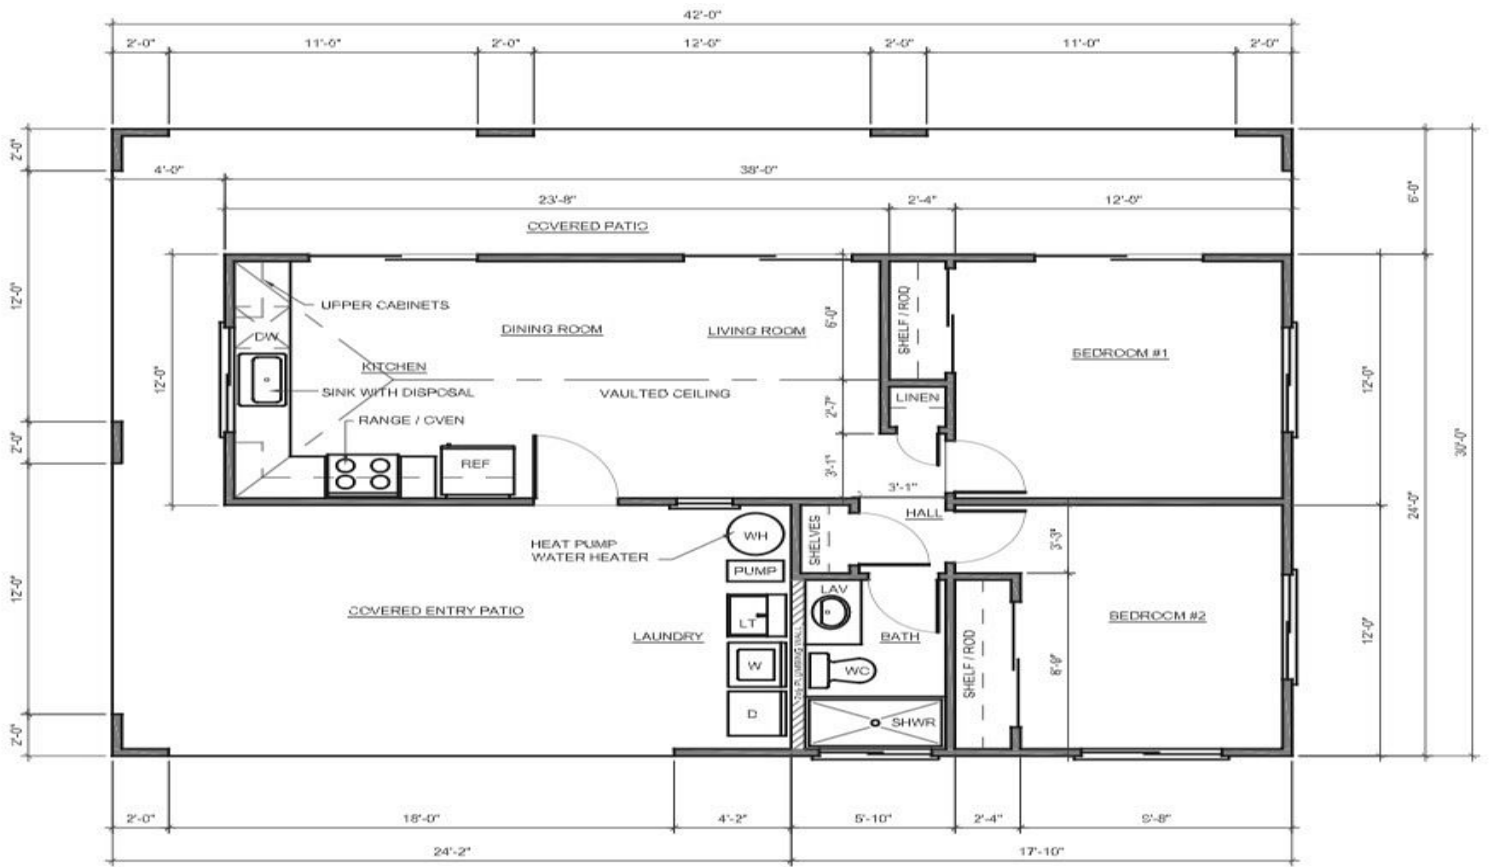 42'-0"
2'-0" 11'-0" 2'-0" 12'-0" 2'-0" 11'-0" 2'-0"
2'-0"
4'-0" 38'-0"
6'-0"
23'-8" 2'-4" 12'-0"
COVERED PATIO
12'-0"
UPPER CABINETS
SHELF / ROD
6'-0"
DINING ROOM
LIVING ROOM
DW
BEDROOM #1
KITCHEN
12'-0"
12'-0"
SINK WITH DISPOSAL
VAULTED CEILING
LINEN
2'-7"
RANGE / OVEN
2'-0"
30'-0"
REF
3'-1"
3'-1"
24'-0"
HALL
SHELVES
HEAT PUMP
WATER HEATER
WH
3'-3"
PUMP
12'-0"
COVERED ENTRY PATIO
LAV
LT
LAUNDRY
BATH
BEDROOM #2
12'-0"
2x6 PLUMBING WALL
W
WC
SHELF / ROD
D
SHWR
2'-0"
2'-0" 18'-0" 4'-2" 5'-10" 2'-4" 9'-8"
24'-2" 17'-10"